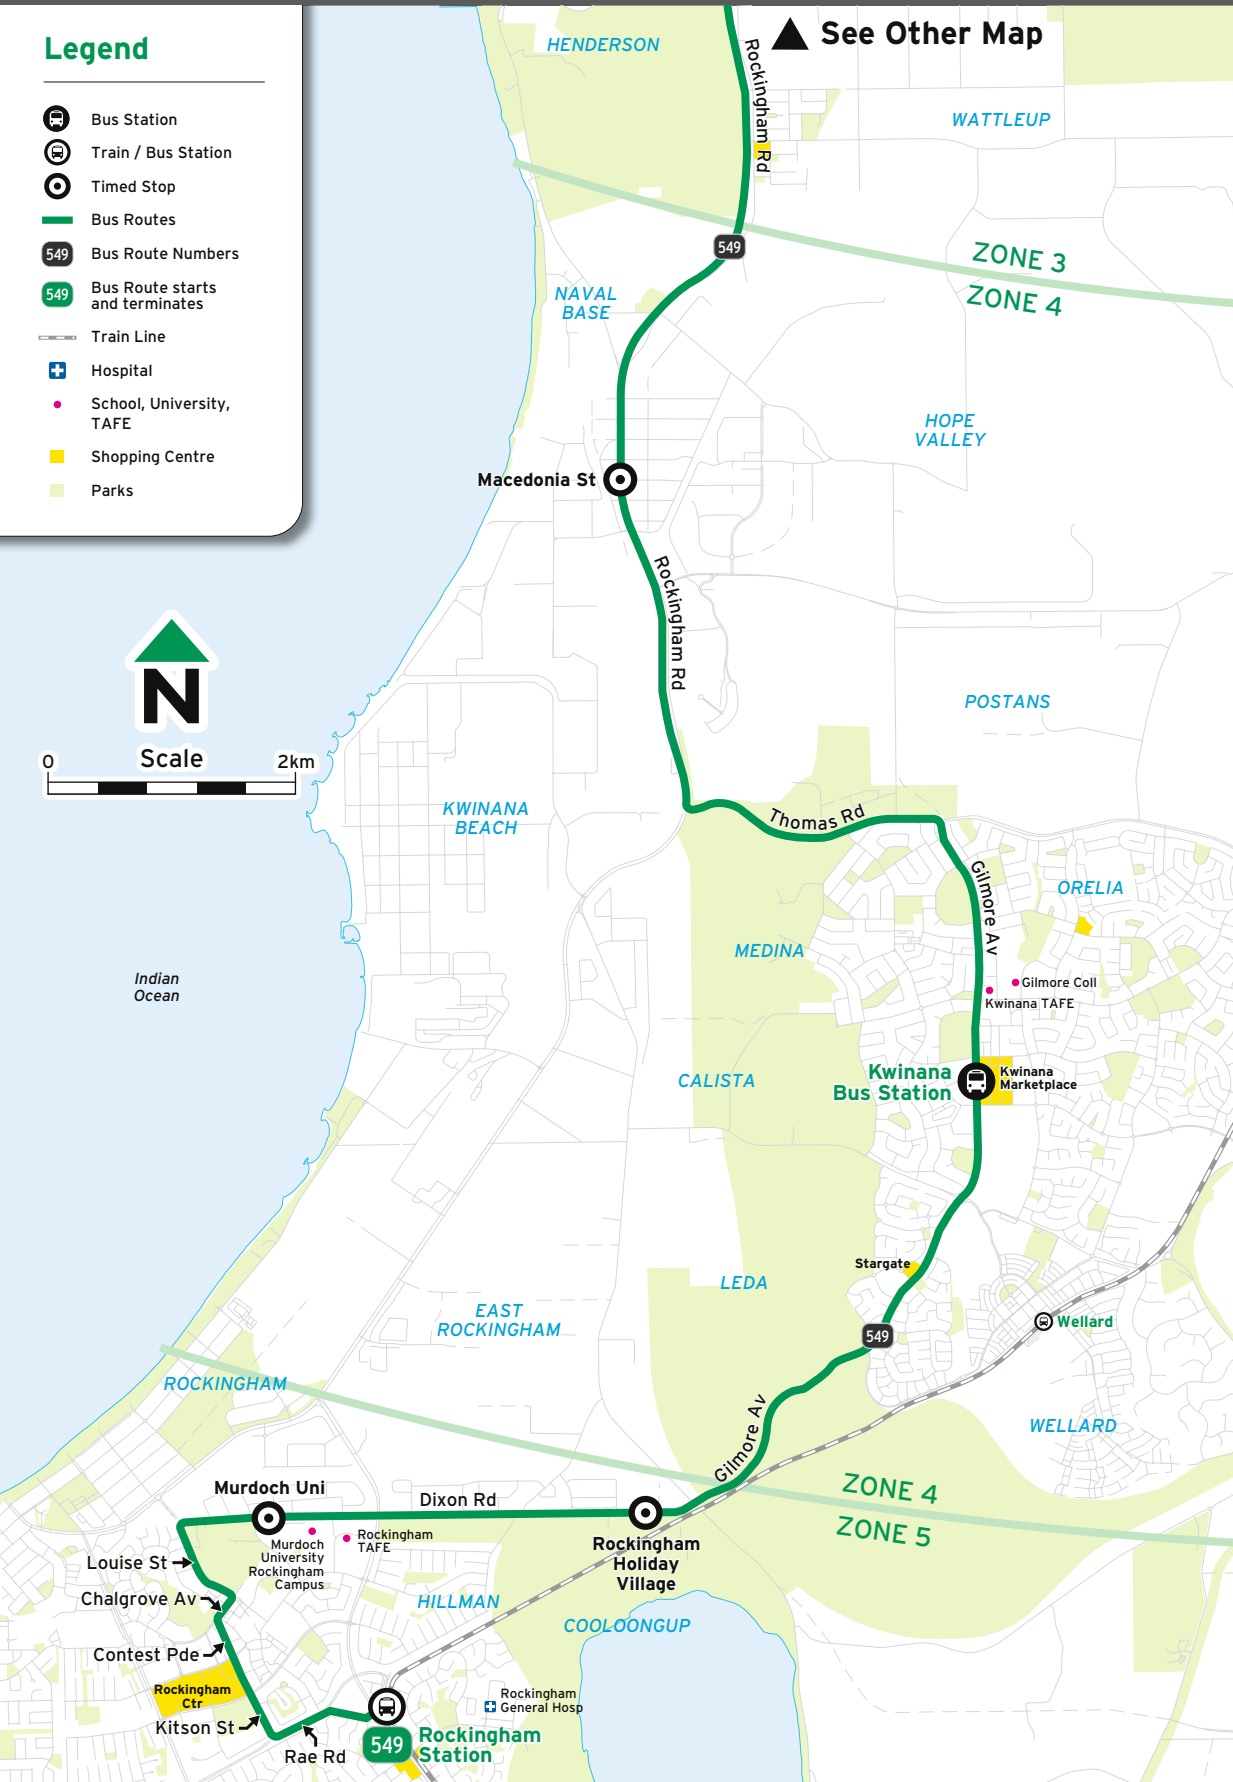 Legend
Bus Station
Train / Bus Station
Timed Stop
Bus Routes
549
Bus Route Numbers
549
Bus Route starts
and terminates
Train Line
Hospital
School, University,
TAFE
Shopping Centre
Parks
N
Scale
0
2km
See Other Map
HENDERSON
Rockingham Rd
WATTLEUP
549
ZONE 3
ZONE 4
NAVAL
BASE
HOPE
VALLEY
Macedonia St
Rockingham Rd
POSTANS
KWINANA
BEACH
Thomas Rd
Gilmore Av
ORELIA
MEDINA
Indian
Ocean
Gilmore Coll
Kwinana TAFE
CALISTA
Kwinana
Bus Station
Kwinana
Marketplace
Stargate
LEDA
EAST
ROCKINGHAM
549
Wellard
ROCKINGHAM
Gilmore Av
WELLARD
ZONE 4
ZONE 5
Murdoch Uni
Dixon Rd
Rockingham
Holiday
Village
Murdoch
University
Rockingham
Campus
Rockingham
TAFE
Louise St
Chalgrove Av
HILLMAN
COOLOONGUP
Contest Pde
Rockingham
Ctr
Kitson St
Rae Rd
Rockingham
General Hosp
549
Rockingham
Station